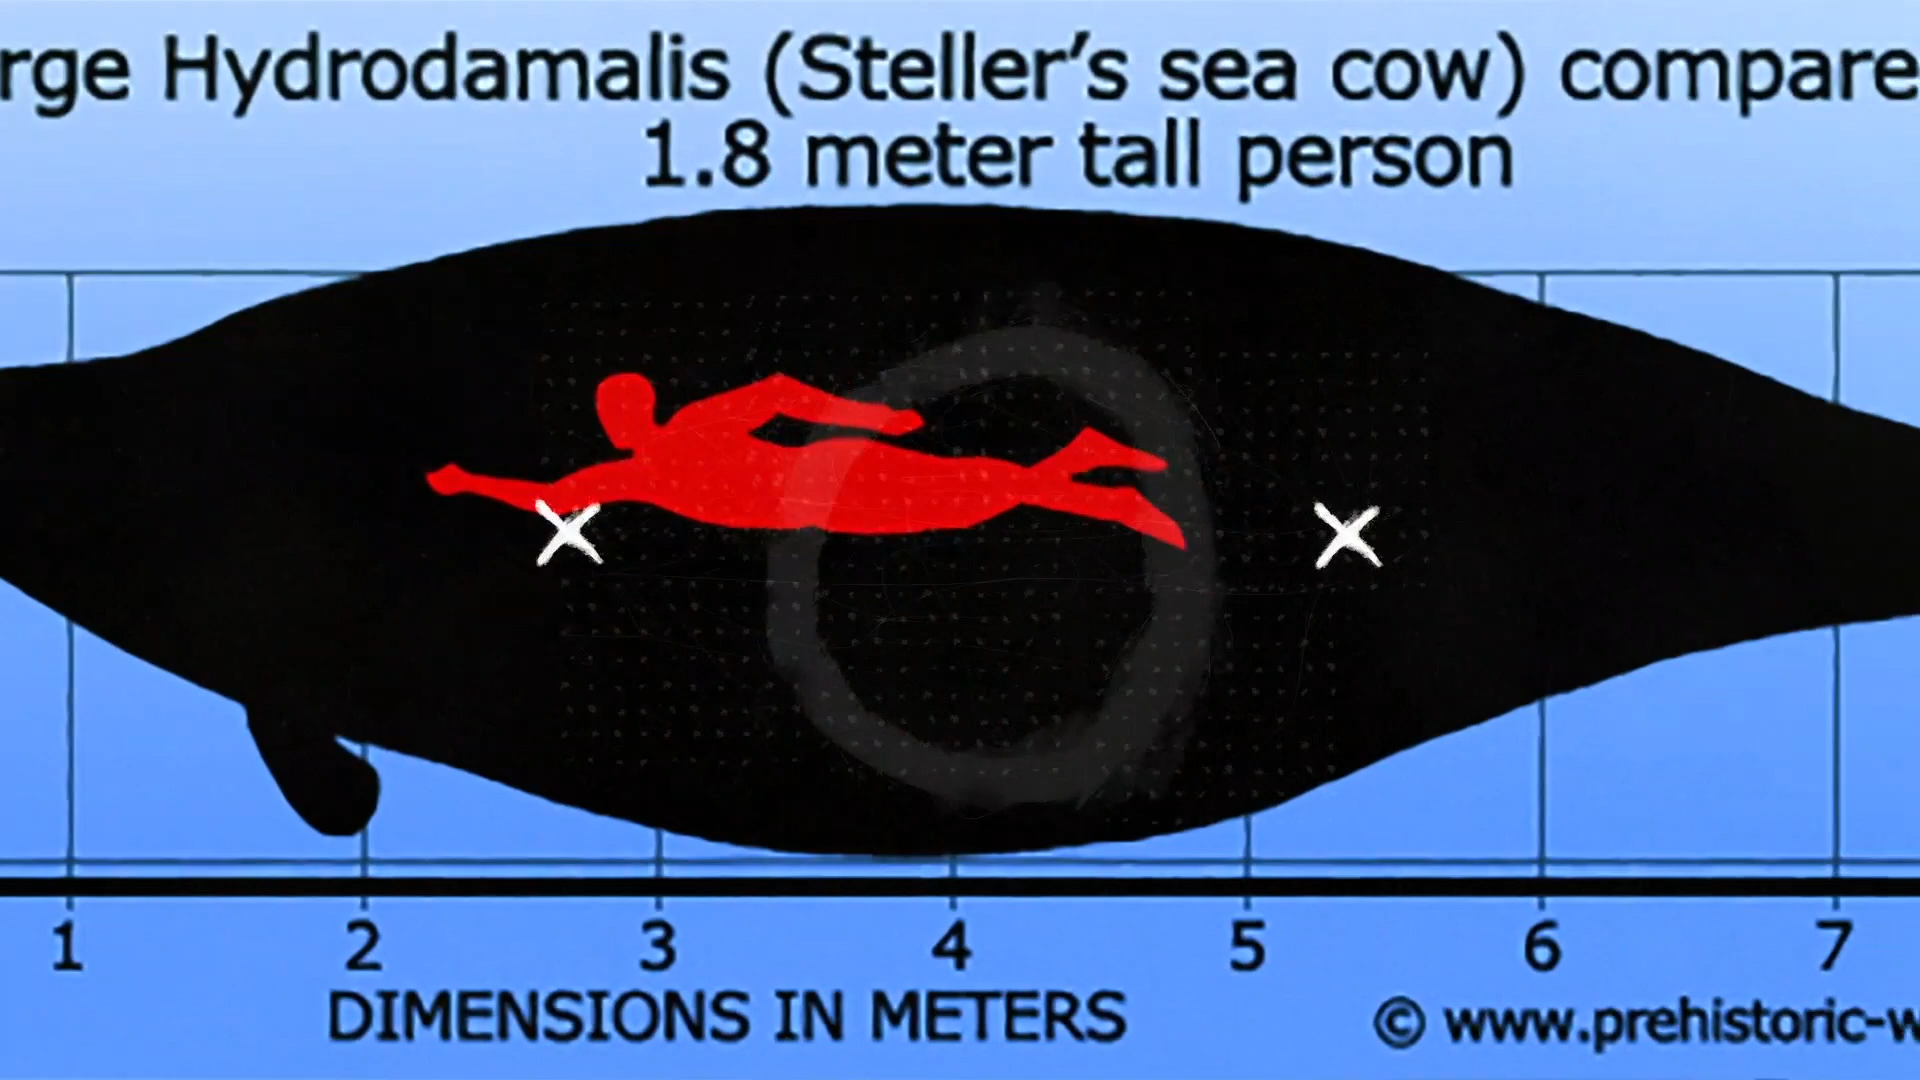 rge Hydrodamalis (Steller’s sea cow) compare
1.8 meter tall person
1 2 3 4 5 6 7
DIMENSIONS IN METERS
© www.prehistoric-w